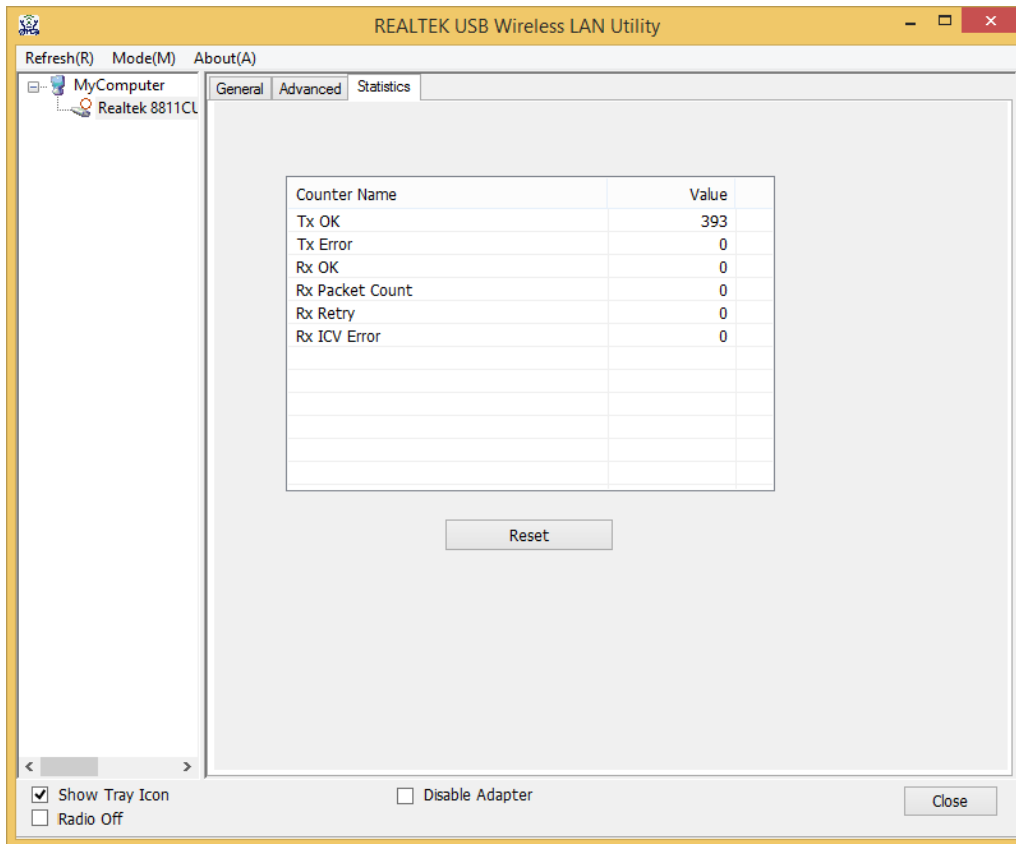 REALTEK USB Wireless LAN Utility
Refresh(R) Mode(M) About(A)
MyComputer
Realtek 8811CU
General Advanced Statistics
Counter Name Value
Tx OK 393
Tx Error 0
Rx OK 0
Rx Packet Count 0
Rx Retry 0
Rx ICV Error 0
Reset
Show Tray Icon
Radio Off
Disable Adapter
Close